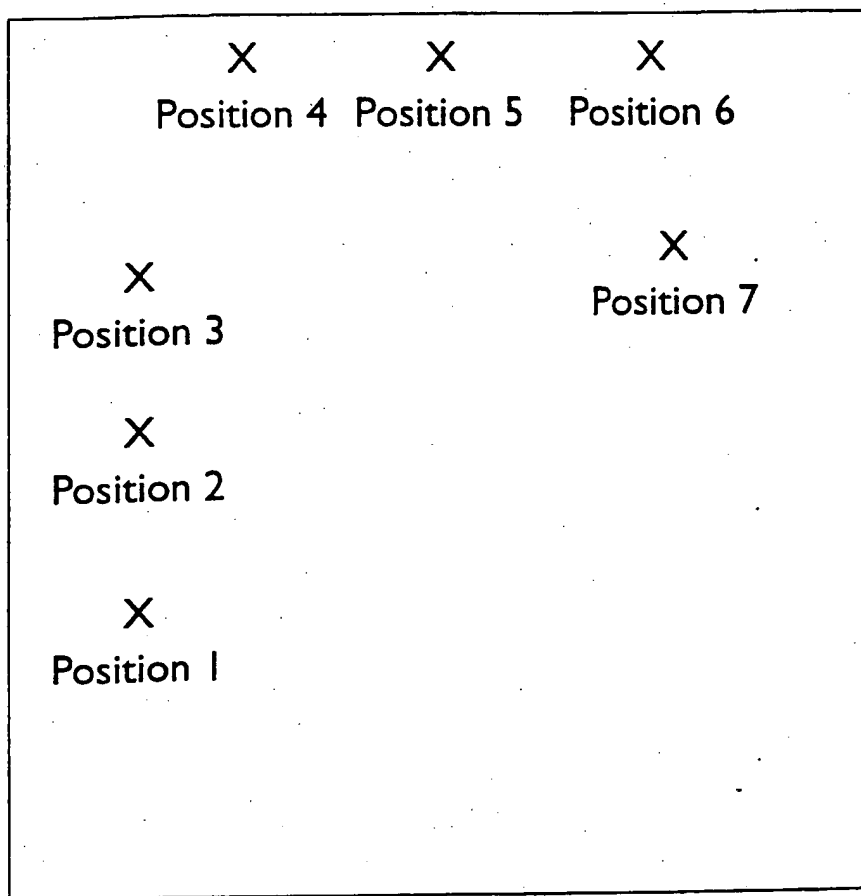 X X X
Position 4 Position 5 Position 6
X
Position 7
X
Position 3
X
Position 2
X
Position 1